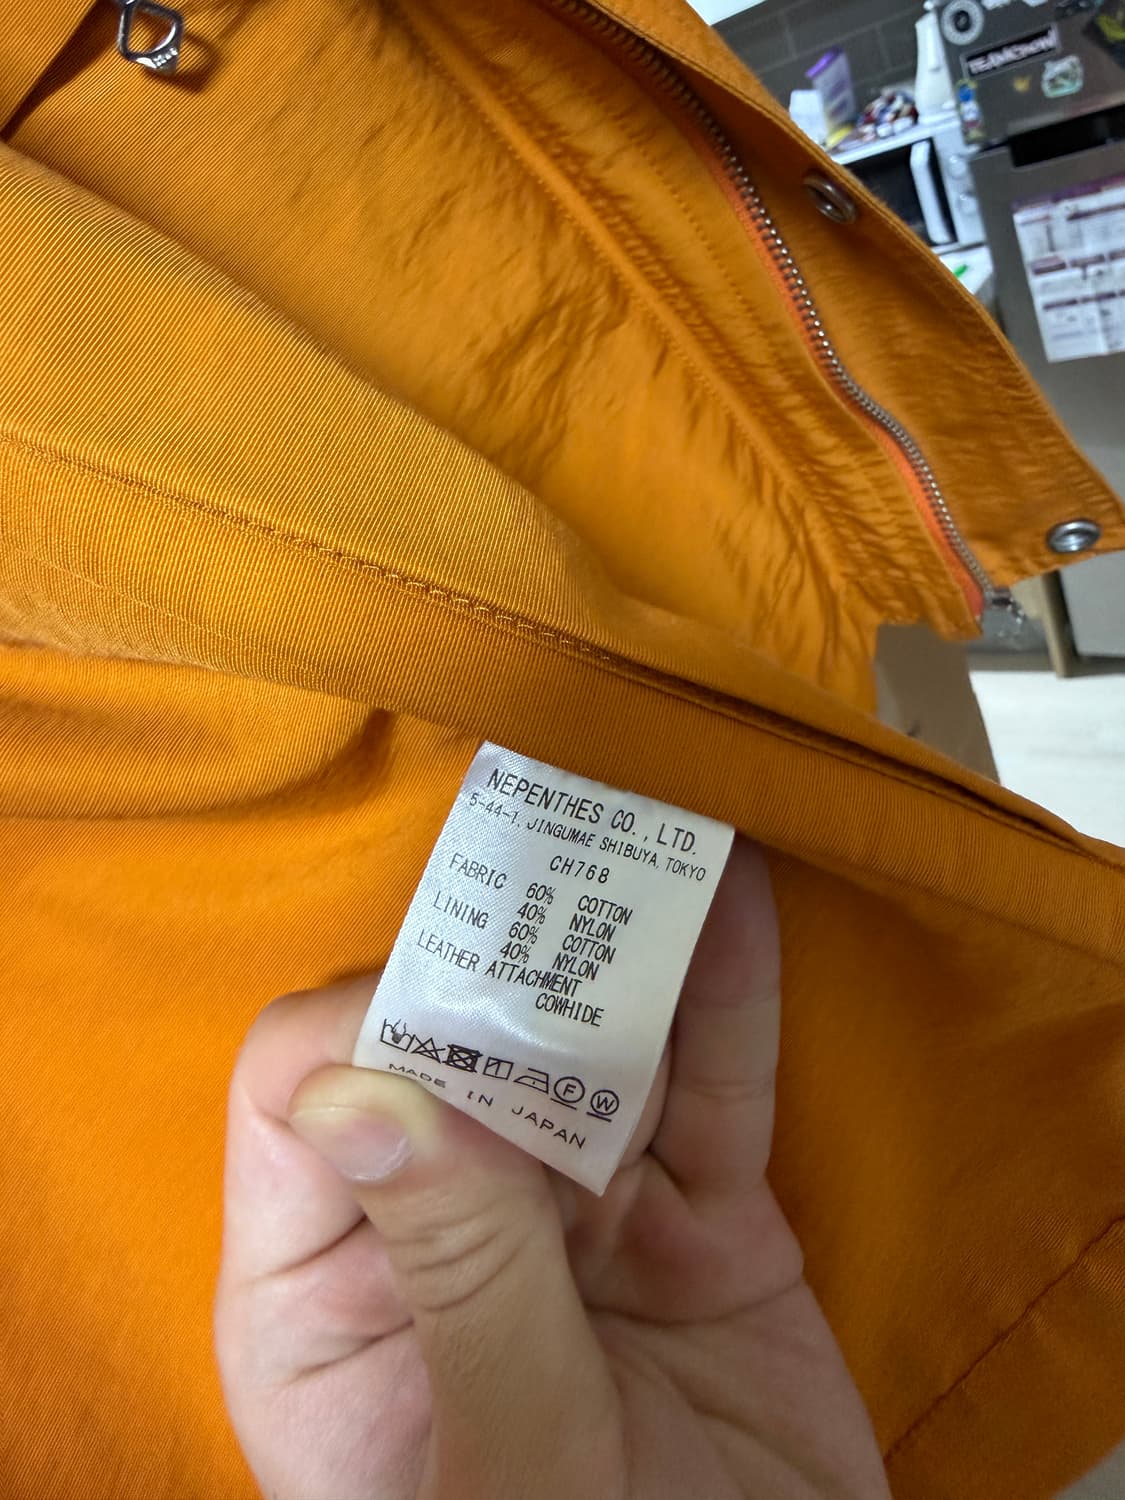 TEAMCHOW
NEPENTHES CO.,LTD.
5-44-1, JINGUMAE SHIBUYA, TOKYO
CH768
FABRIC 60% COTTON
40% NYLON
LINING 60% COTTON
40% NYLON
LEATHER ATTACHMENT
COWHIDE
F W
MADE IN JAPAN